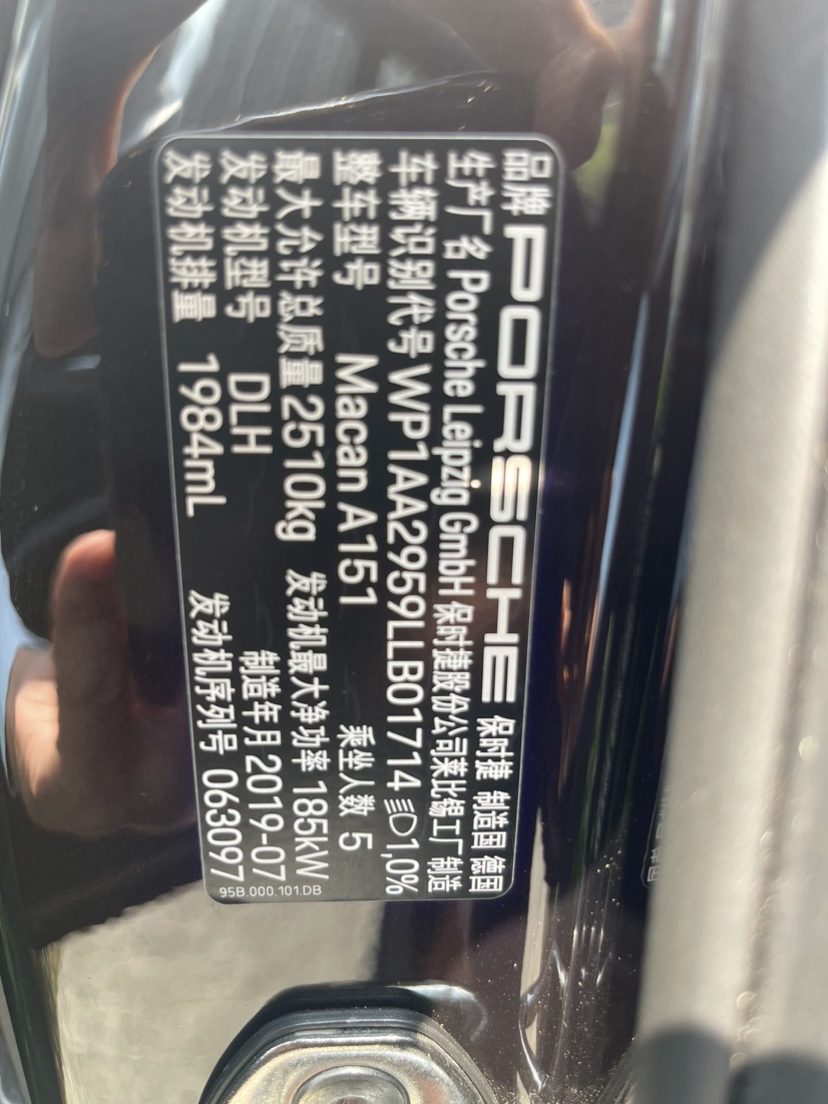 品牌 PORSCHE 保时捷 制造国 德国
生产厂名 Porsche Leipzig GmbH 保时捷股份公司莱比锡工厂制造
车辆识别代号 WP1AA2959LLB01714 1,0%
整车型号 Macan A151 乘坐人数 5
最大允许总质量 2510kg 发动机最大净功率 185kW
发动机型号 DLH 制造年月 2019-07
发动机排量 1984mL 发动机序列号 063097
95B.000.101.DB